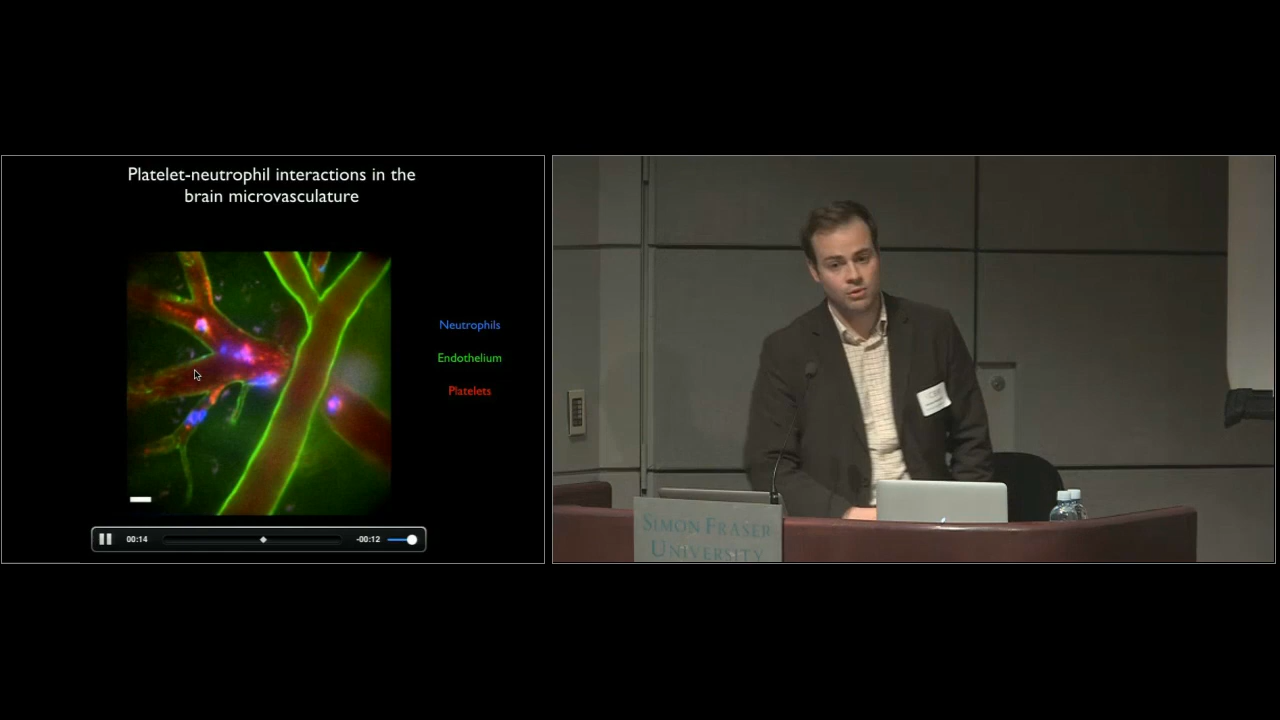 Platelet-neutrophil interactions in the
brain microvasculature
Neutrophils
Endothelium
Platelets
00:14
-00:12
SIMON FRASER
UNIVERSITY